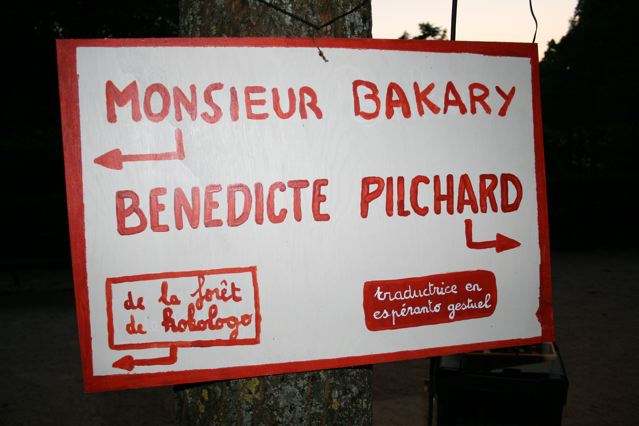 MONSIEUR BAKARY
BENEDICTE PILCHARD
de la forêt
de kokologo
traductrice en
espéranto gestuel